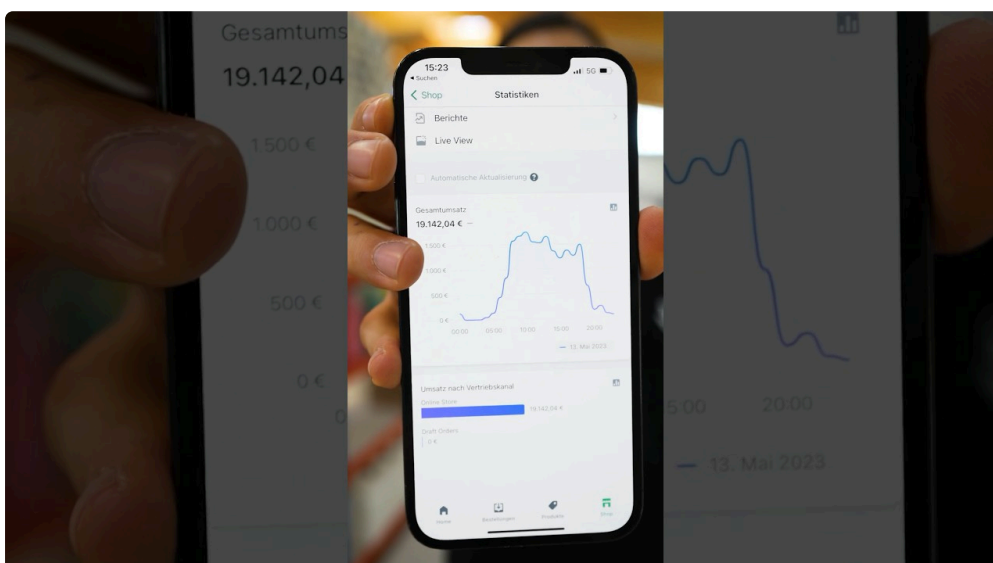 Gesamtums
19.142,04
1.500 €
1.000 €
500 €
0 €
0
15:23
5G
Suchen
Shop
Statistiken
Berichte
Live View
Automatische Aktualisierung
Gesamtumsatz
19.142,04 € –
1.500 €
1.000 €
500 €
0 €
00:00 05:00 10:00 15:00 20:00
13. Mai 2023
Umsatz nach Vertriebskanal
Online Store
19.142,04 €
Draft Orders
0 €
Home Bestellungen Produkte Shop
5:00 20:00
13. Mai 2023